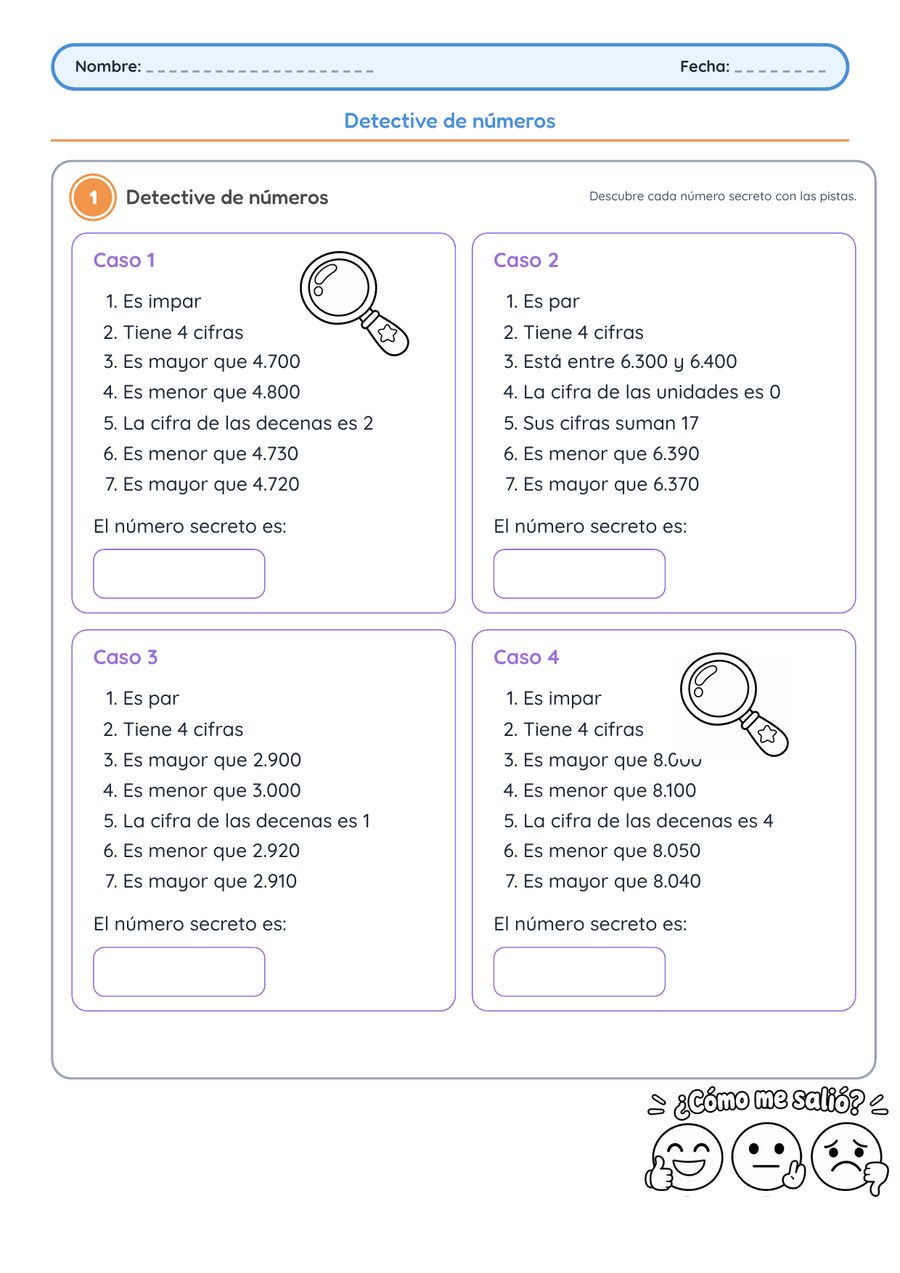 Nombre: _ _ _ _ _ _ _ _ _ _ _ _ _ _ _ _ _ _ _ _ Fecha: _ _ _ _ _ _ _ _
Detective de números
1 Detective de números Descubre cada número secreto con las pistas.
Caso 1
1. Es impar
2. Tiene 4 cifras
3. Es mayor que 4.700
4. Es menor que 4.800
5. La cifra de las decenas es 2
6. Es menor que 4.730
7. Es mayor que 4.720
El número secreto es:
Caso 2
1. Es par
2. Tiene 4 cifras
3. Está entre 6.300 y 6.400
4. La cifra de las unidades es 0
5. Sus cifras suman 17
6. Es menor que 6.390
7. Es mayor que 6.370
El número secreto es:
Caso 3
1. Es par
2. Tiene 4 cifras
3. Es mayor que 2.900
4. Es menor que 3.000
5. La cifra de las decenas es 1
6. Es menor que 2.920
7. Es mayor que 2.910
El número secreto es:
Caso 4
1. Es impar
2. Tiene 4 cifras
3. Es mayor que 8.000
4. Es menor que 8.100
5. La cifra de las decenas es 4
6. Es menor que 8.050
7. Es mayor que 8.040
El número secreto es:
¿Cómo me salió?